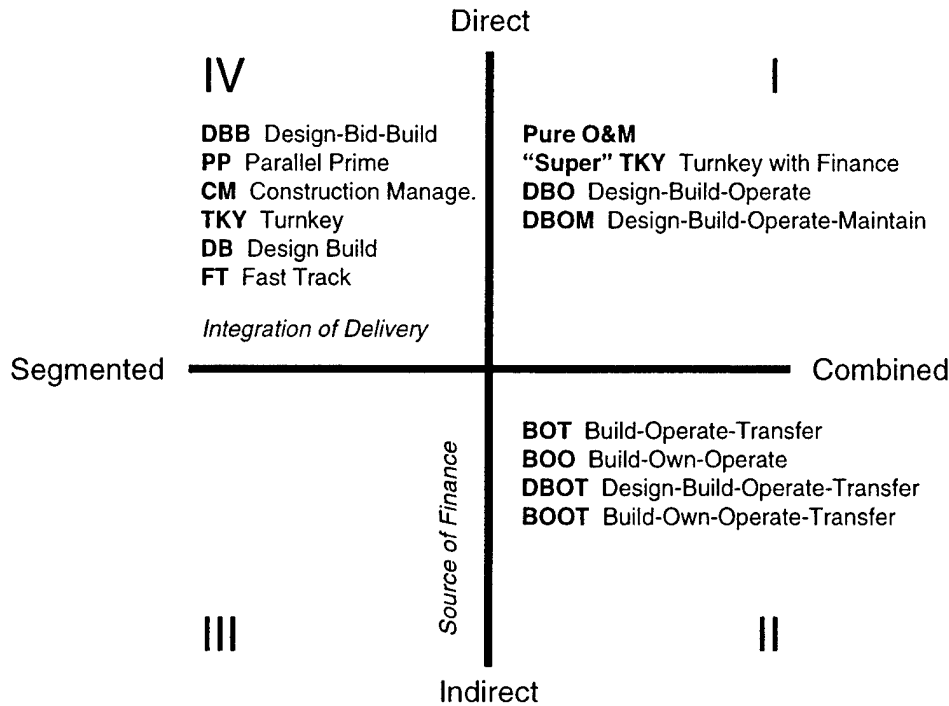 Direct
IV
I
DBB Design-Bid-Build
PP Parallel Prime
CM Construction Manage.
TKY Turnkey
DB Design Build
FT Fast Track
Pure O&M
“Super” TKY Turnkey with Finance
DBO Design-Build-Operate
DBOM Design-Build-Operate-Maintain
Integration of Delivery
Segmented
Combined
Source of Finance
BOT Build-Operate-Transfer
BOO Build-Own-Operate
DBOT Design-Build-Operate-Transfer
BOOT Build-Own-Operate-Transfer
III
II
Indirect